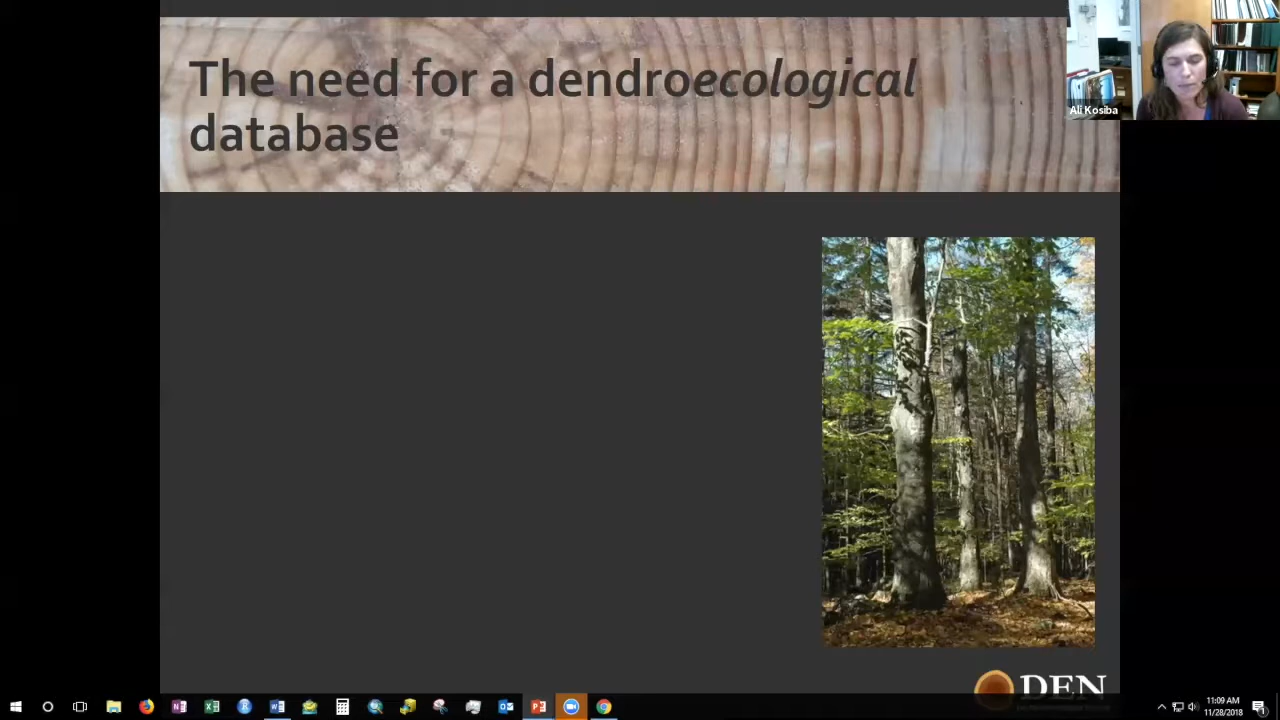 The need for a dendroecological
database
Ali Kosiba
DEN
11:09 AM
11/28/2018